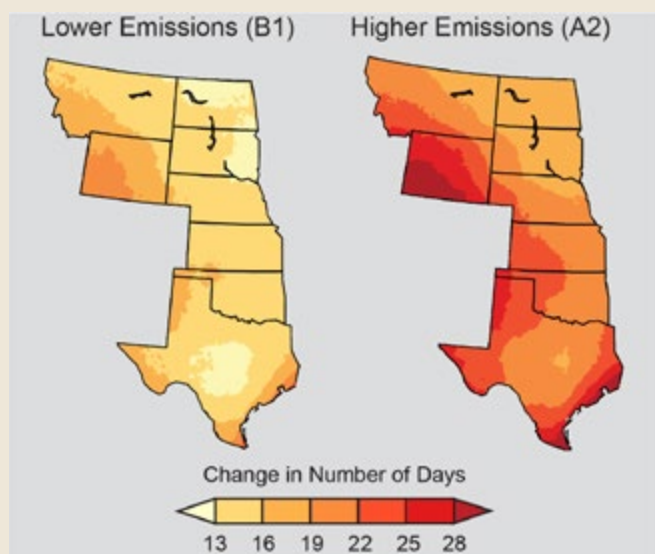 Lower Emissions (B1) Higher Emissions (A2)
Change in Number of Days
13 16 19 22 25 28